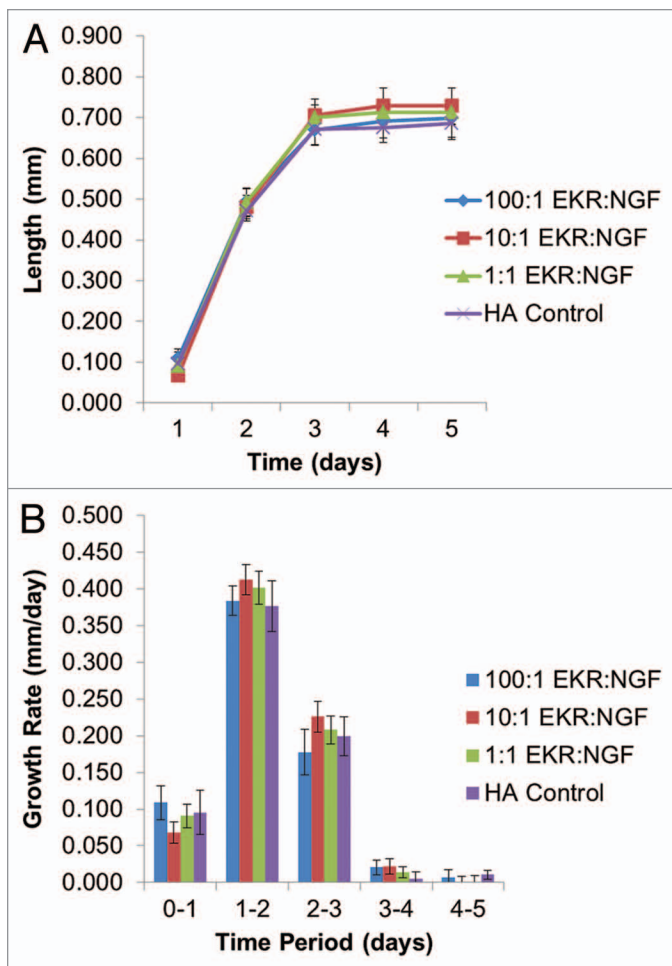 A
0.900
0.800
0.700
0.600
0.500
0.400
0.300
0.200
0.100
0.000
Length (mm)
1 2 3 4 5
Time (days)
100:1 EKR:NGF
10:1 EKR:NGF
1:1 EKR:NGF
HA Control
B
0.500
0.450
0.400
0.350
0.300
0.250
0.200
0.150
0.100
0.050
0.000
Growth Rate (mm/day)
0-1 1-2 2-3 3-4 4-5
Time Period (days)
100:1 EKR:NGF
10:1 EKR:NGF
1:1 EKR:NGF
HA Control